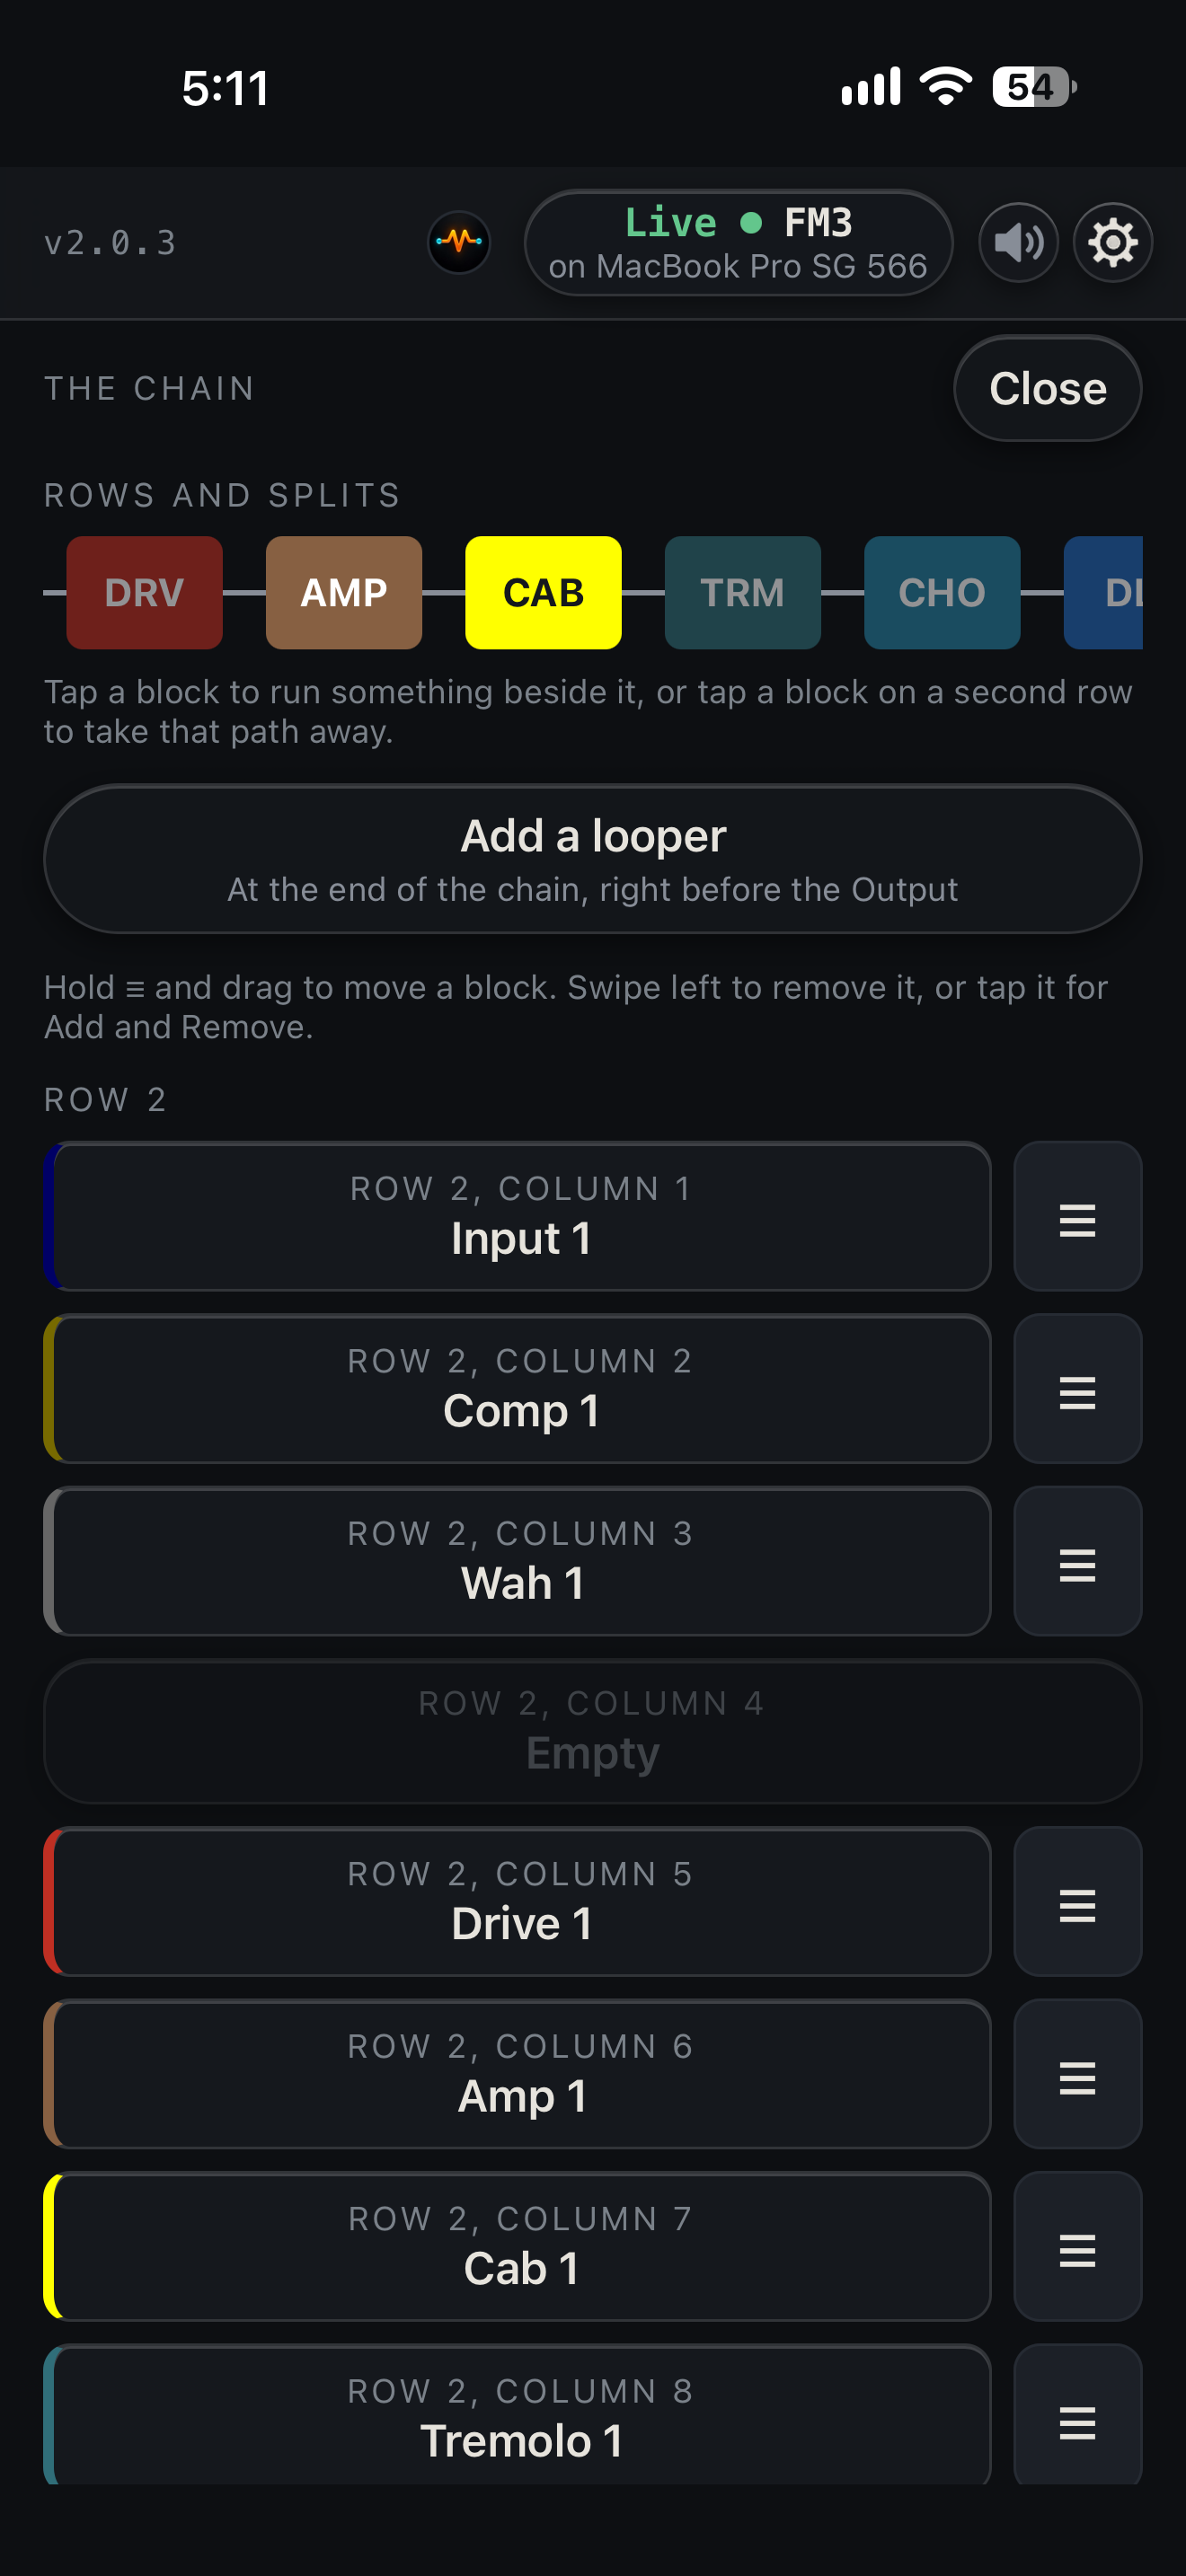 5:11
54
v2.0.3
Live ● FM3
on MacBook Pro SG 566
THE CHAIN
Close
ROWS AND SPLITS
DRV
AMP
CAB
TRM
CHO
Tap a block to run something beside it, or tap a block on a second row
to take that path away.
Add a looper
At the end of the chain, right before the Output
Hold ≡ and drag to move a block. Swipe left to remove it, or tap it for
Add and Remove.
ROW 2
ROW 2, COLUMN 1
Input 1
ROW 2, COLUMN 2
Comp 1
ROW 2, COLUMN 3
Wah 1
ROW 2, COLUMN 4
Empty
ROW 2, COLUMN 5
Drive 1
ROW 2, COLUMN 6
Amp 1
ROW 2, COLUMN 7
Cab 1
ROW 2, COLUMN 8
Tremolo 1